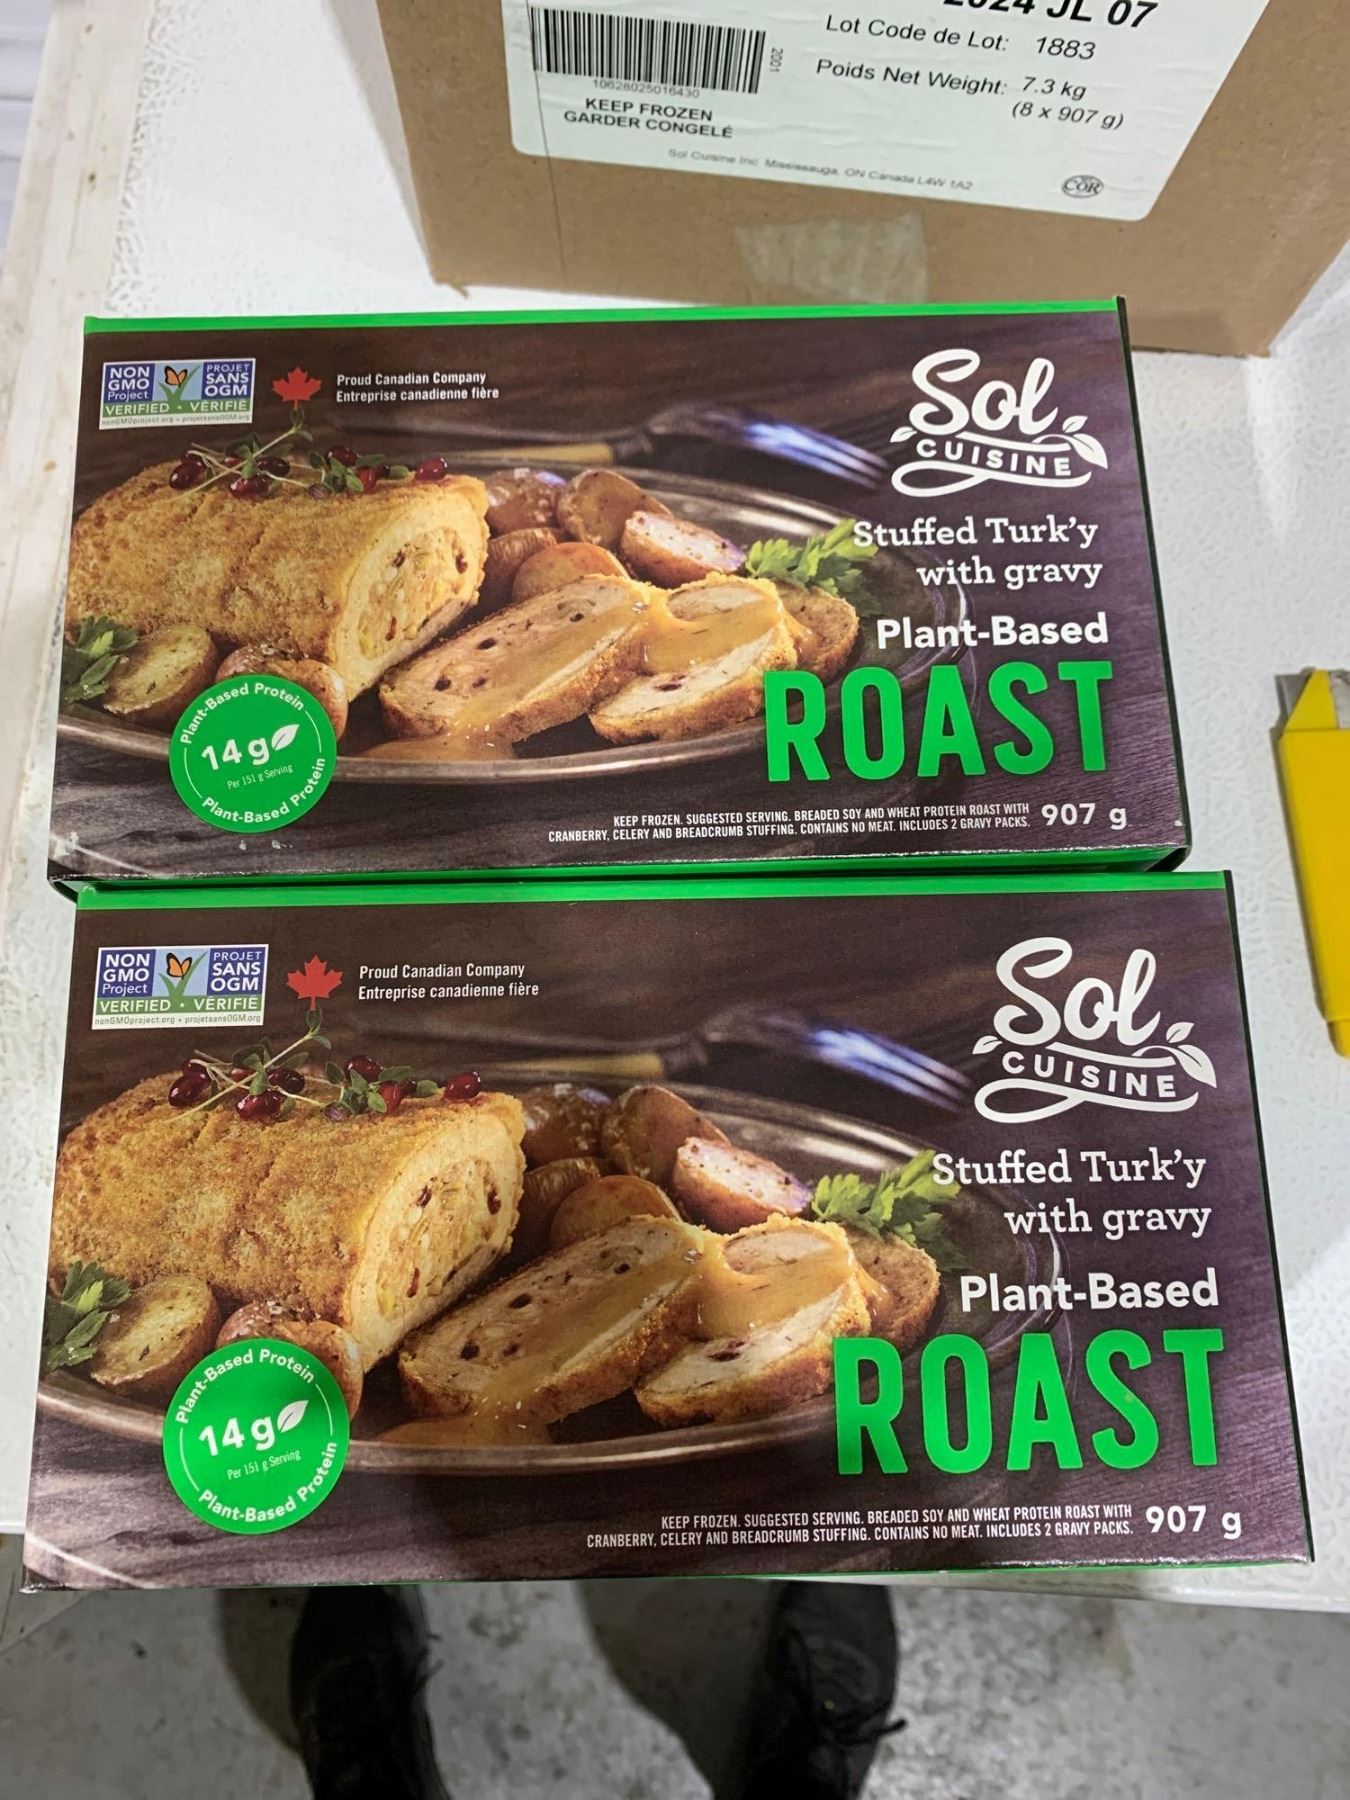 2024 JL 07
Lot Code de Lot: 1883
Poids Net Weight: 7.3 kg
(8 x 907 g)
2001
10628025016430
KEEP FROZEN
GARDER CONGELÉ
Sol Cuisine Inc Mississauga, ON Canada L4W 1A2
COR
NON GMO Project
PROJET SANS OGM
VERIFIED • VÉRIFIÉ
nonGMOproject.org • projetsansOGM.org
Proud Canadian Company
Entreprise canadienne fière
Sol
CUISINE
Stuffed Turk'y
with gravy
Plant-Based
ROAST
Plant-Based Protein
14 g
Per 151 g Serving
Plant-Based Protein
KEEP FROZEN. SUGGESTED SERVING. BREADED SOY AND WHEAT PROTEIN ROAST WITH
CRANBERRY, CELERY AND BREADCRUMB STUFFING. CONTAINS NO MEAT. INCLUDES 2 GRAVY PACKS.
907 g
NON GMO Project
PROJET SANS OGM
VERIFIED • VÉRIFIÉ
nonGMOproject.org • projetsansOGM.org
Proud Canadian Company
Entreprise canadienne fière
Sol
CUISINE
Stuffed Turk'y
with gravy
Plant-Based
ROAST
Plant-Based Protein
14 g
Per 151 g Serving
Plant-Based Protein
KEEP FROZEN. SUGGESTED SERVING. BREADED SOY AND WHEAT PROTEIN ROAST WITH
CRANBERRY, CELERY AND BREADCRUMB STUFFING. CONTAINS NO MEAT. INCLUDES 2 GRAVY PACKS.
907 g